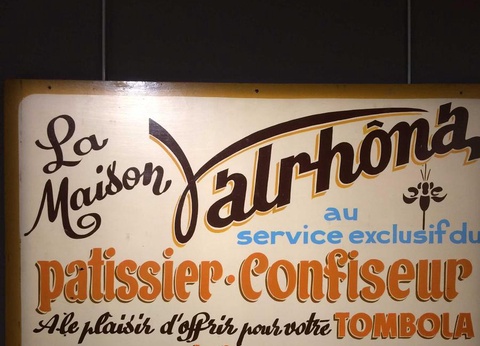 La Maison Valrhôna
au
service exclusif du
patissier-Confiseur
A le plaisir d'offrir pour votre TOMBOLA